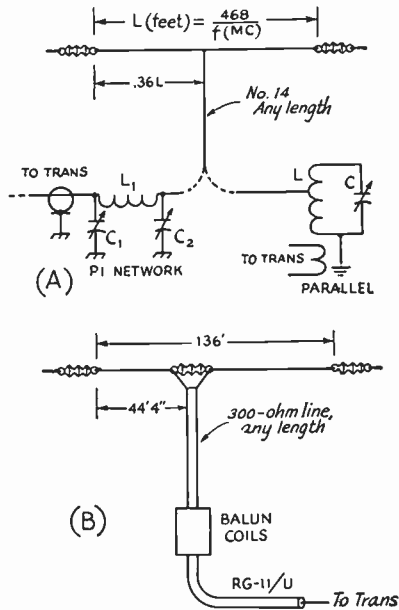 L (feet) = 468 / f (MC)
.36L
No. 14
Any length
TO TRANS
L1
C1
C2
PI NETWORK
L
C
TO TRANS
PARALLEL
(A)
136'
44'4"
300-ohm line,
any length
(B)
BALUN
COILS
RG-11/U
To Trans